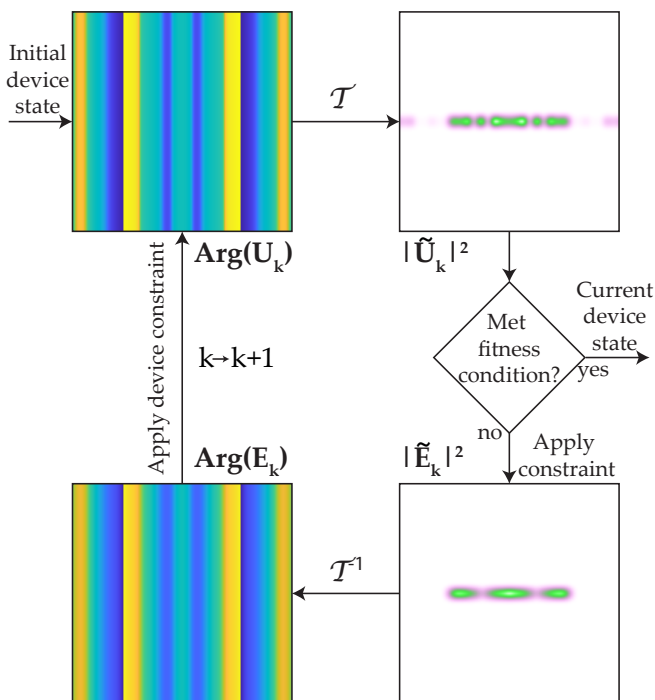 Initial
device
state
𝒯
Arg(U_k)
|Ũ_k|²
Met
fitness
condition?
Current
device
state
yes
no
Apply
constraint
Apply device constraint
k→k+1
Arg(E_k)
|Ẽ_k|²
𝒯⁻¹